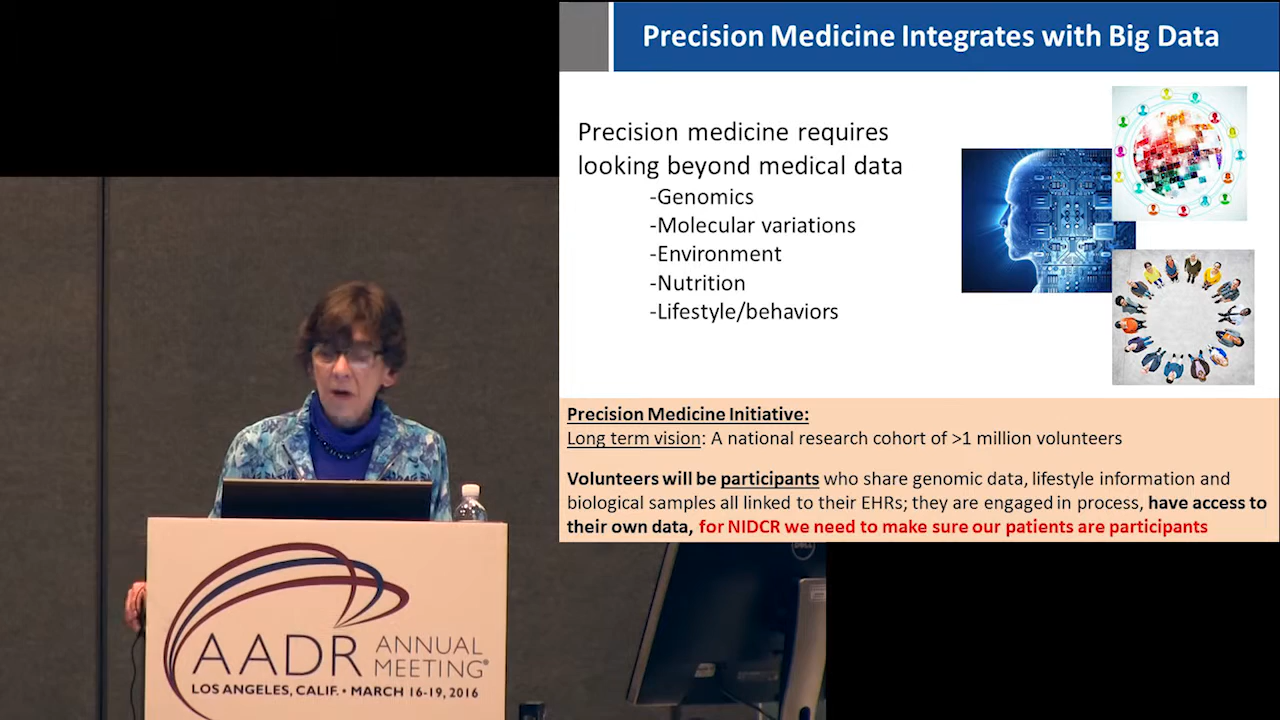 Precision Medicine Integrates with Big Data
Precision medicine requires
looking beyond medical data
-Genomics
-Molecular variations
-Environment
-Nutrition
-Lifestyle/behaviors
Precision Medicine Initiative:
Long term vision: A national research cohort of >1 million volunteers
Volunteers will be participants who share genomic data, lifestyle information and
biological samples all linked to their EHRs; they are engaged in process, have access to
their own data, for NIDCR we need to make sure our patients are participants
DELL
AADR ANNUAL
MEETING®
LOS ANGELES, CALIF. • MARCH 16-19, 2016